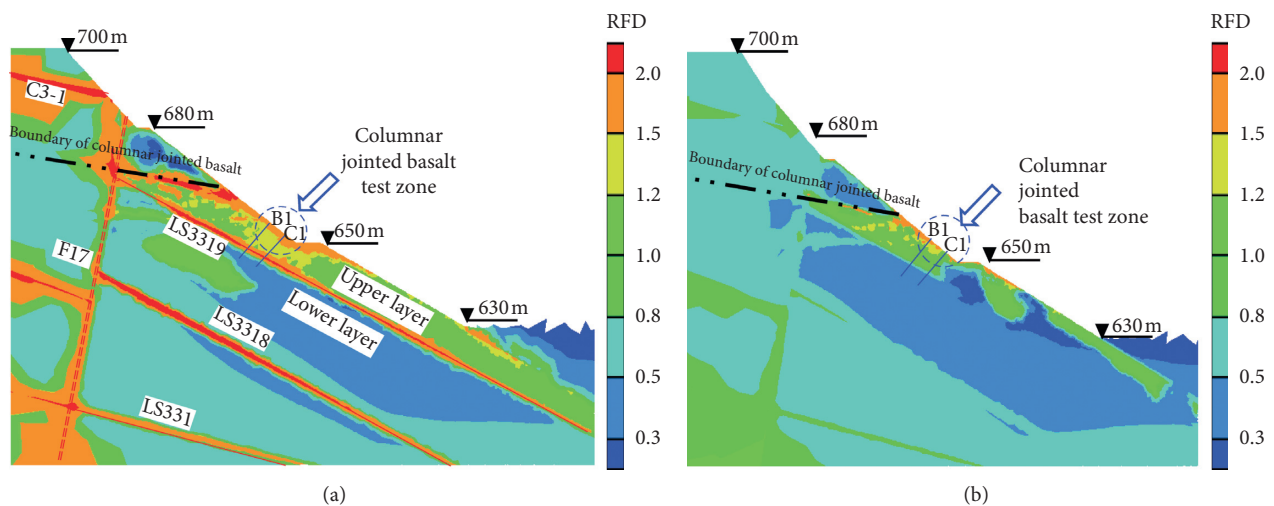 RFD
700 m
C3-1
2.0
680 m
1.5
Boundary of columnar jointed basalt
Columnar
jointed basalt
test zone
1.2
B1
C1
650 m
LS3319
1.0
F17
Upper layer
Lower layer
630 m
0.8
LS3318
0.5
LS331
0.3
(a)
RFD
700 m
2.0
680 m
1.5
Boundary of columnar jointed basalt
Columnar
jointed
basalt test zone
1.2
B1
C1
650 m
1.0
630 m
0.8
0.5
0.3
(b)